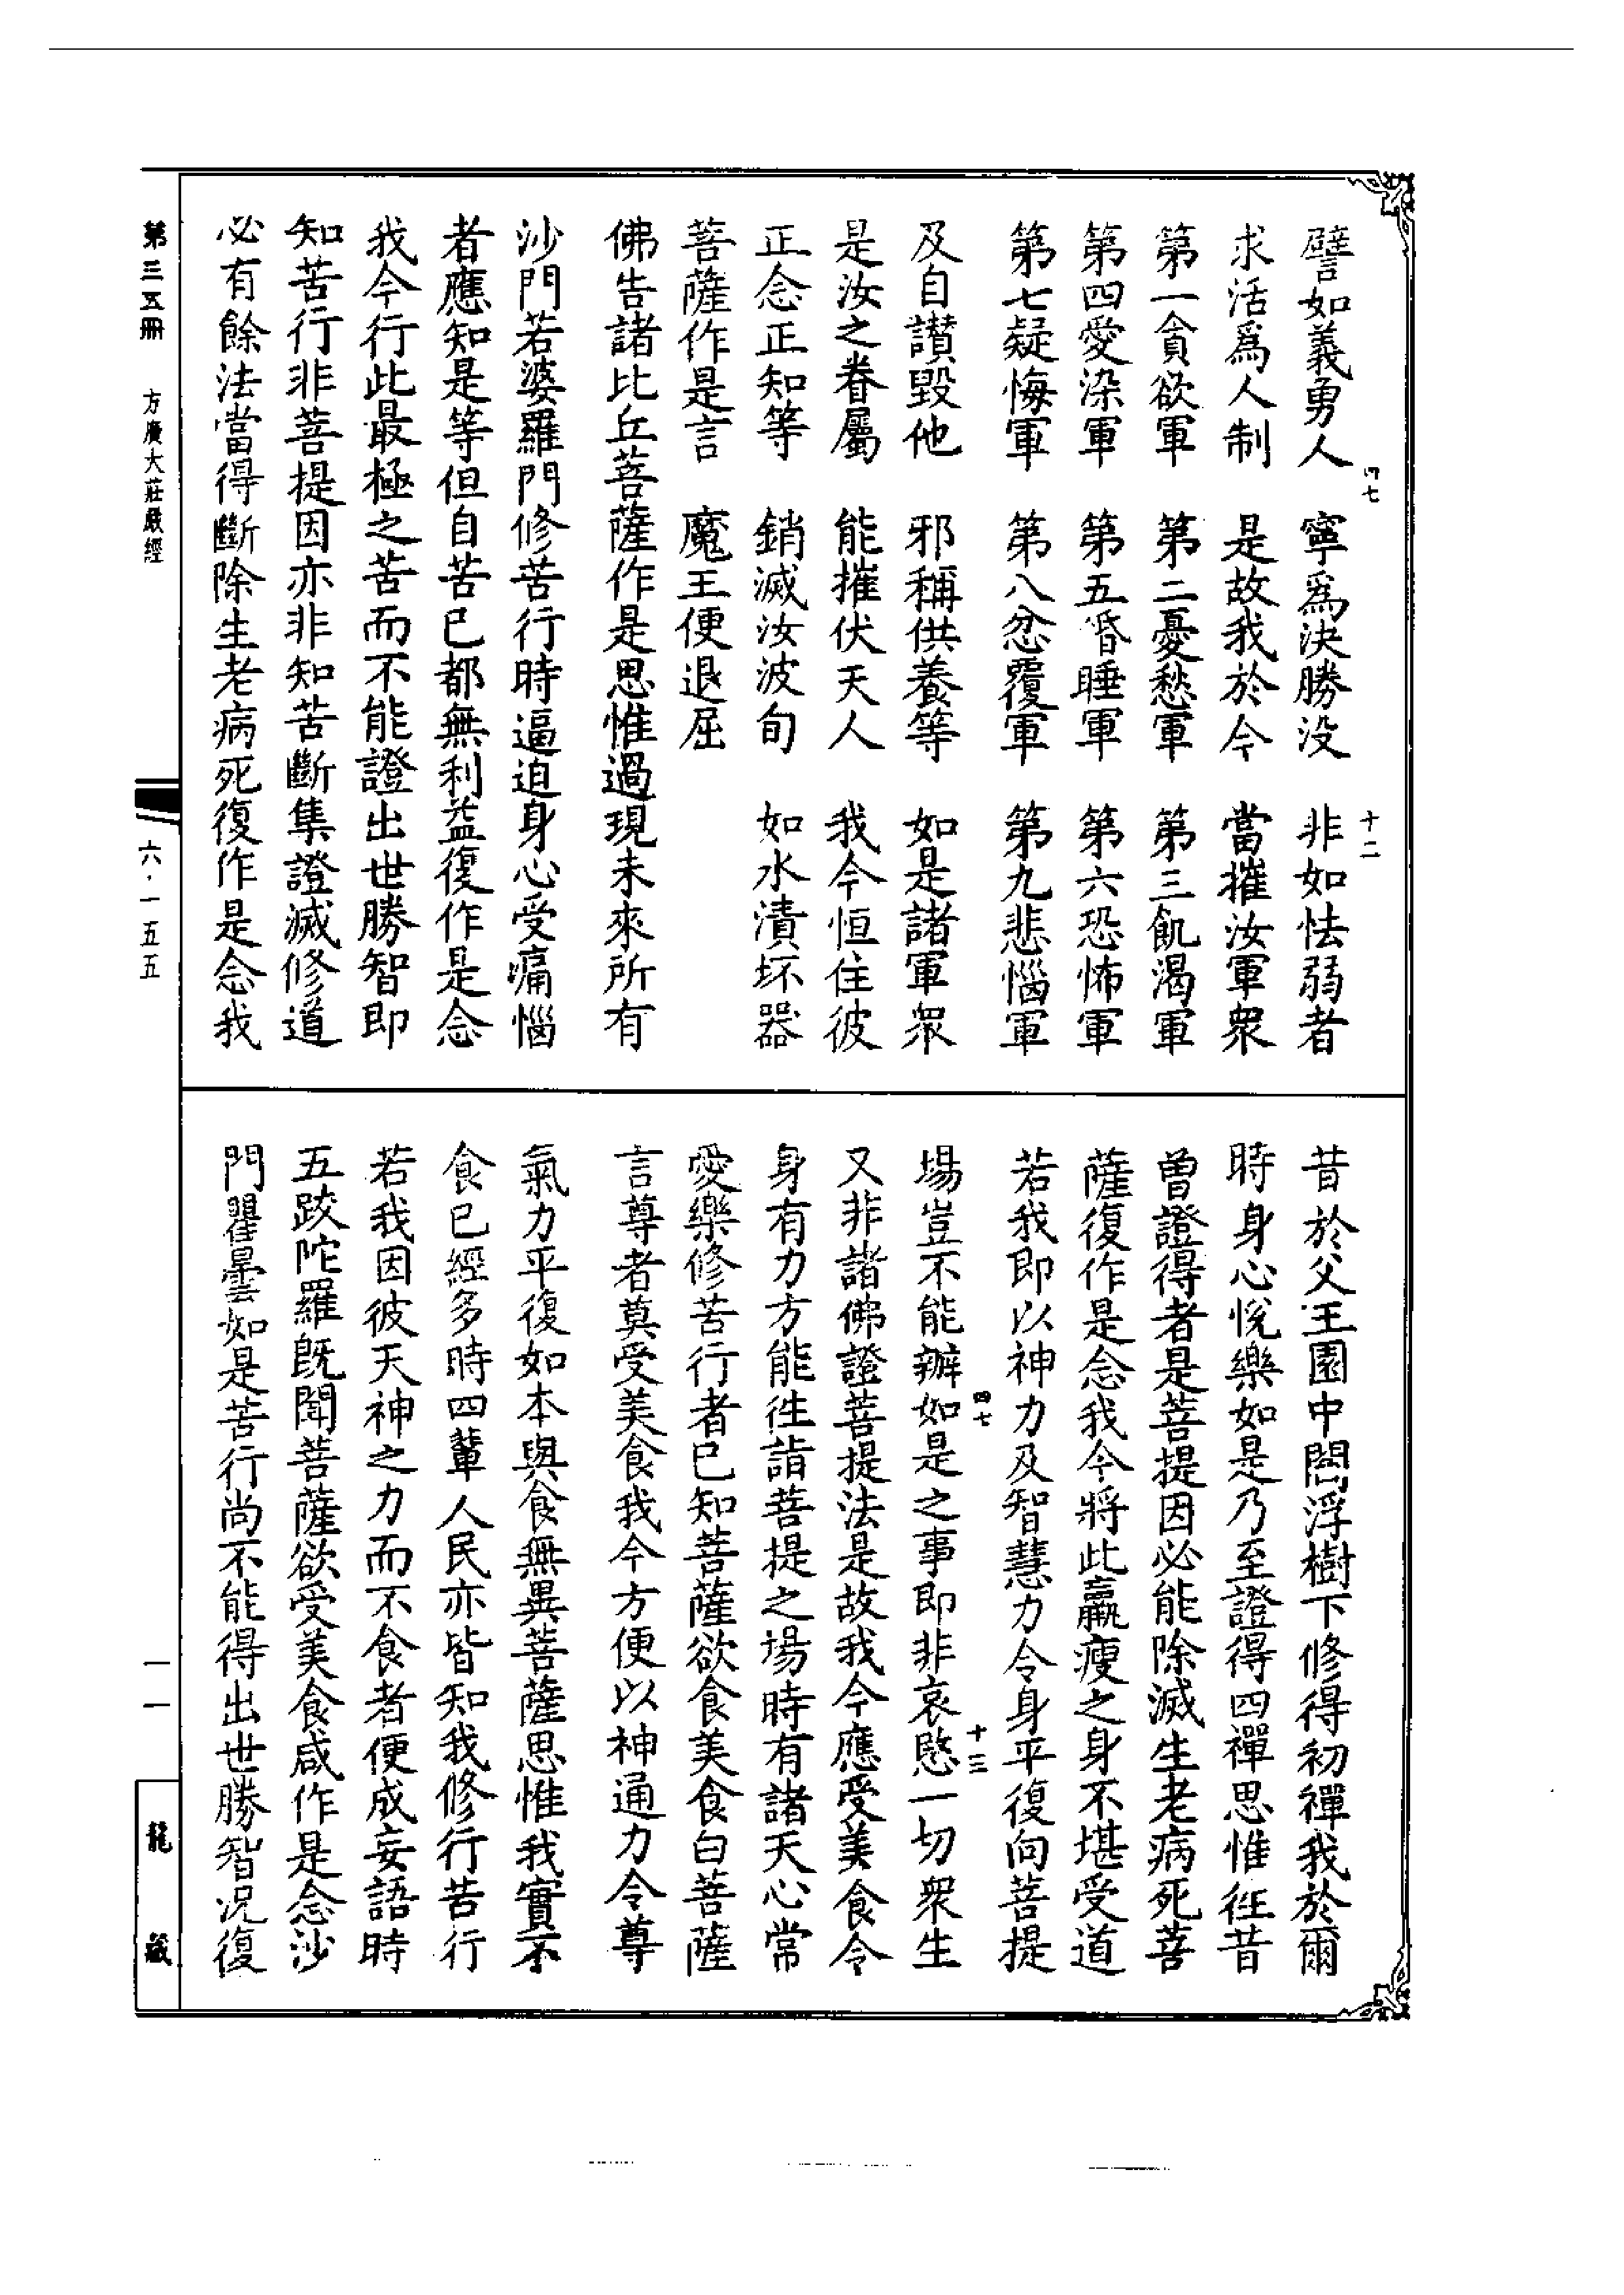 譬如義勇人　寧爲決勝没　非如怯弱者
求活爲人制　是故我於今　當摧汝軍衆
第一貪欲軍　第二憂愁軍　第三飢渴軍
第四愛染軍　第五惛睡軍　第六恐怖軍
第七疑悔軍　第八忿覆軍　第九悲惱軍
及自讃毀他　邪稱供養等　如是諸軍衆
是汝之眷屬　能摧伏天人　我今恒住彼
正念正知等　銷滅汝波旬　如水漬坏器
菩薩作是言　魔王便退屈
佛告諸比丘菩薩作是思惟過現未來所有
沙門若婆羅門修苦行時逼迫身心受痛惱
者應知是等但自苦已都無利益復作是念
我今行此最極之苦而不能證出世勝智即
知苦行非菩提因亦非知苦斷集證滅修道
必有餘法當得斷除生老病死復作是念我
昔於父王園中閻浮樹下修得初禪我於爾
時身心悅樂如是乃至證得四禪思惟往昔
曾證得者是菩提因必能除滅生老病死菩
薩復作是念我今將此羸瘦之身不堪受道
若我即以神力及智慧力令身平復向菩提
場豈不能辦如是之事即非哀愍一切衆生
又非諸佛證菩提法是故我今應受美食令
身有力方能往詣菩提之場時有諸天心常
愛樂修苦行者已知菩薩欲食美食白菩薩
言尊者莫受美食我今方便以神通力令尊
氣力平復如本與食無異菩薩思惟我實不
食已經多時四輩人民亦皆知我修行苦行
若我因彼天神之力而不食者便成妄語時
五跋陀羅既聞菩薩欲受美食咸作是念沙
門瞿曇如是苦行尚不能得出世勝智况復
四七
十二
四七
十三
第三五冊　方廣大莊嚴經
六·一五五
一一
龍藏